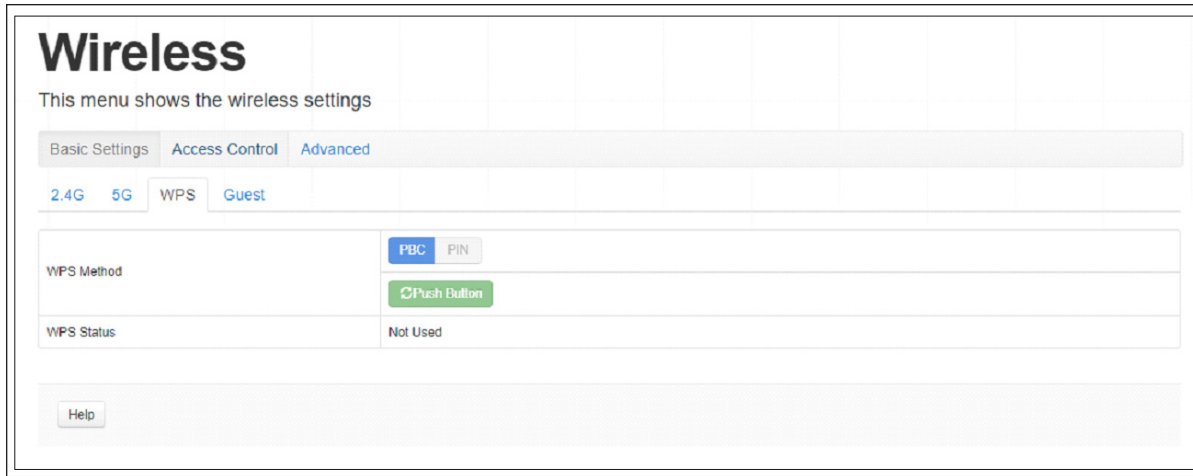 Wireless
This menu shows the wireless settings
Basic Settings Access Control Advanced
2.4G 5G WPS Guest
WPS Method
PBC PIN
Push Button
WPS Status Not Used
Help